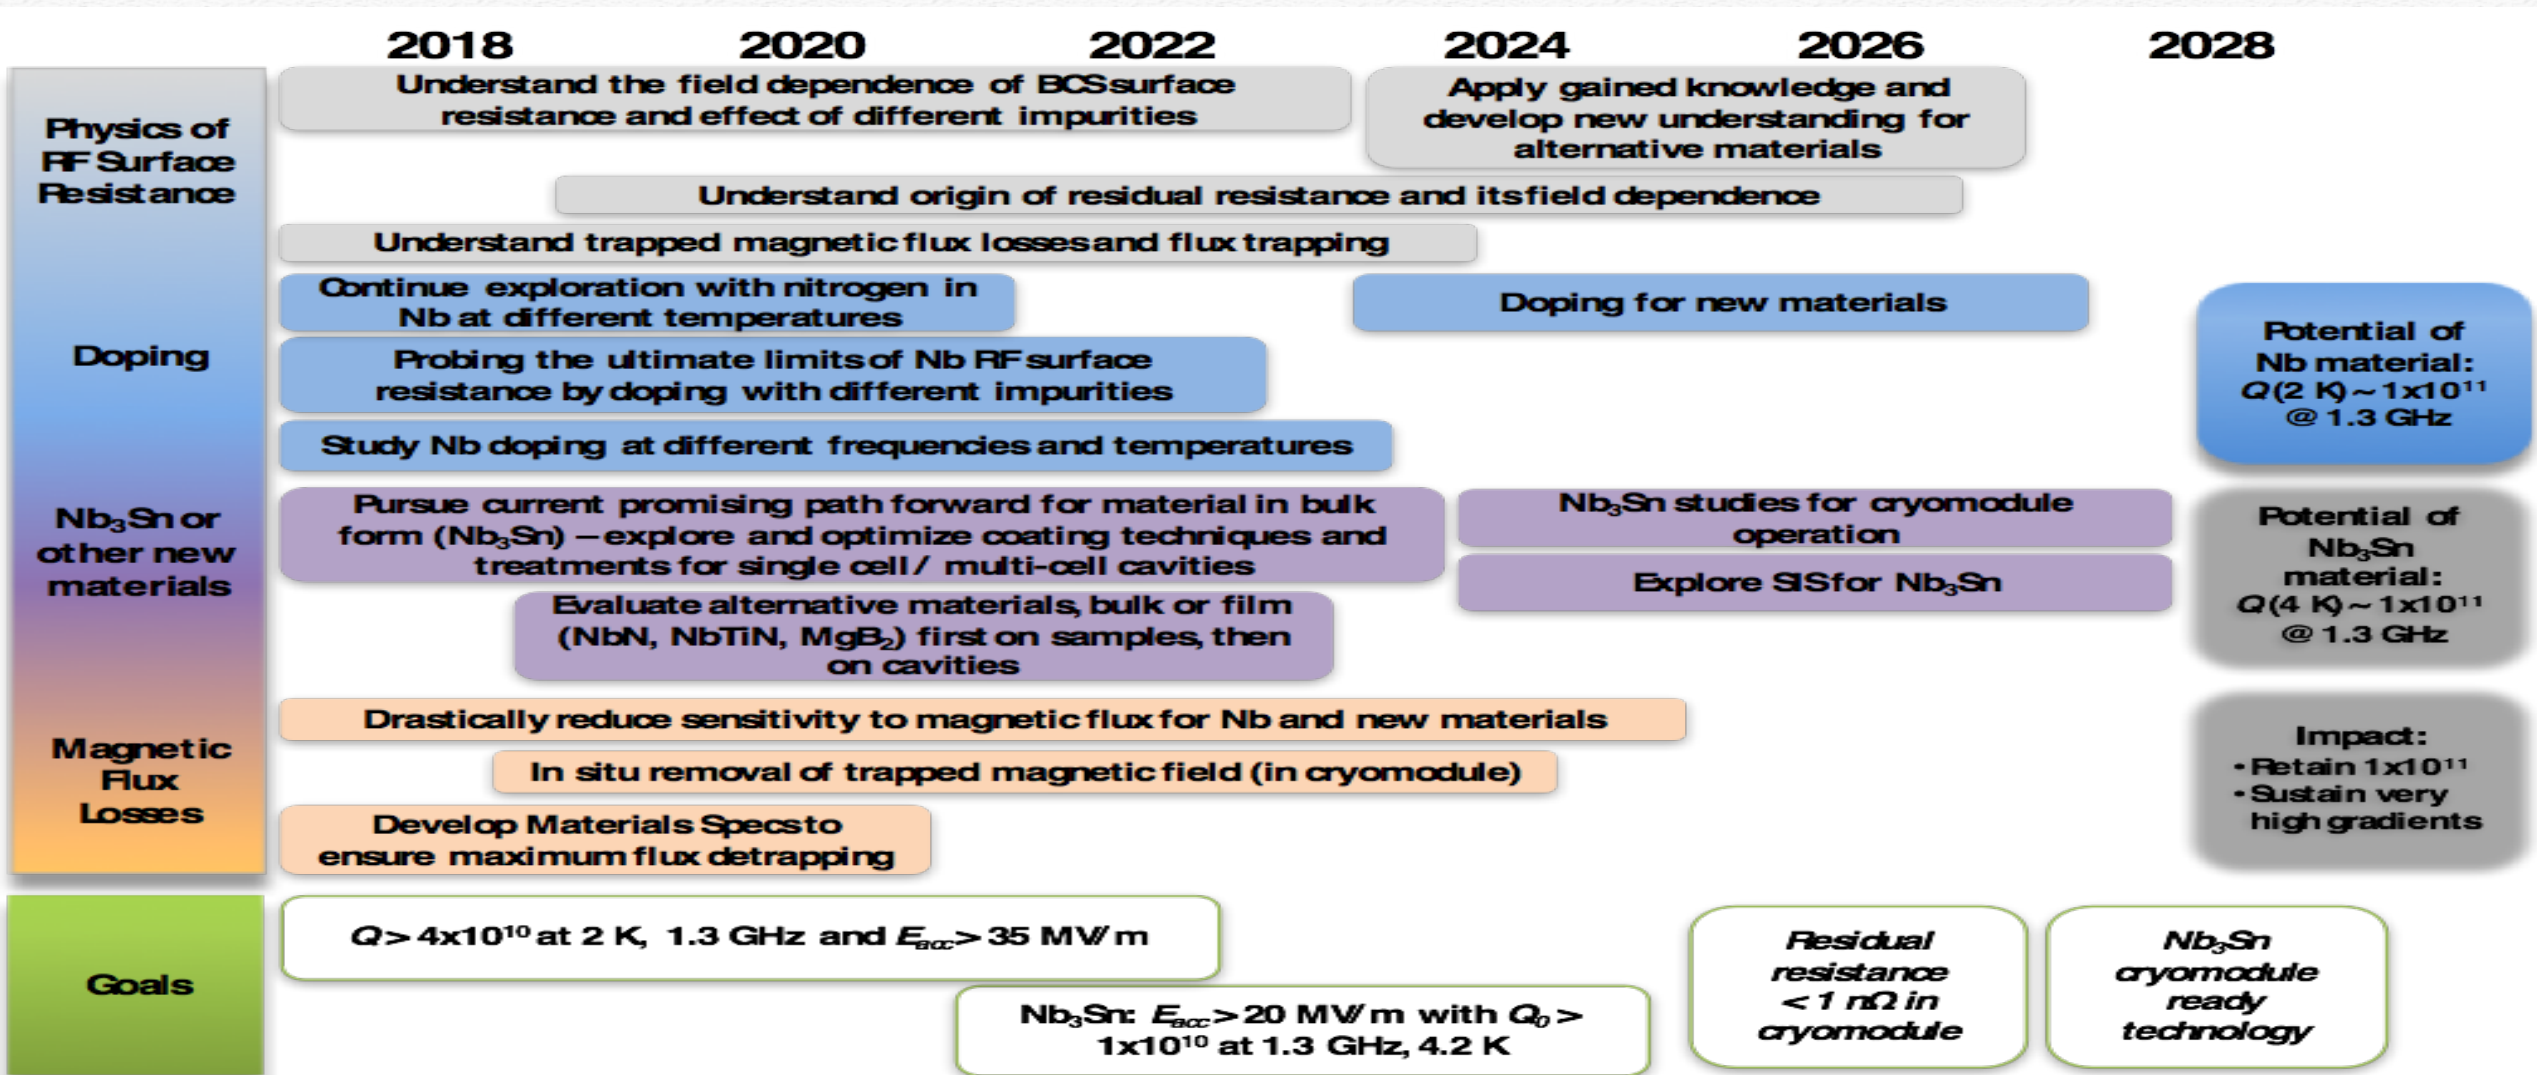 2018 2020 2022 2024 2026 2028
Physics of
RF Surface
Resistance
Understand the field dependence of BCS surface
resistance and effect of different impurities
Apply gained knowledge and
develop new understanding for
alternative materials
Understand origin of residual resistance and its field dependence
Understand trapped magnetic flux losses and flux trapping
Doping
Continue exploration with nitrogen in
Nb at different temperatures
Doping for new materials
Probing the ultimate limits of Nb RF surface
resistance by doping with different impurities
Study Nb doping at different frequencies and temperatures
Potential of
Nb material:
Q(2 K) ~ 1x10¹¹
@ 1.3 GHz
Nb₃Sn or
other new
materials
Pursue current promising path forward for material in bulk
form (Nb₃Sn) – explore and optimize coating techniques and
treatments for single cell / multi-cell cavities
Nb₃Sn studies for cryomodule
operation
Explore SIS for Nb₃Sn
Evaluate alternative materials, bulk or film
(NbN, NbTiN, MgB₂) first on samples, then
on cavities
Potential of
Nb₃Sn
material:
Q(4 K) ~ 1x10¹¹
@ 1.3 GHz
Magnetic
Flux
Losses
Drastically reduce sensitivity to magnetic flux for Nb and new materials
In situ removal of trapped magnetic field (in cryomodule)
Develop Materials Specs to
ensure maximum flux detrapping
Impact:
• Retain 1x10¹¹
• Sustain very
high gradients
Goals
Q > 4x10¹⁰ at 2 K, 1.3 GHz and Eacc > 35 MV/m
Nb₃Sn: Eacc > 20 MV/m with Q₀ >
1x10¹⁰ at 1.3 GHz, 4.2 K
Residual
resistance
< 1 nΩ in
cryomodule
Nb₃Sn
cryomodule
ready
technology